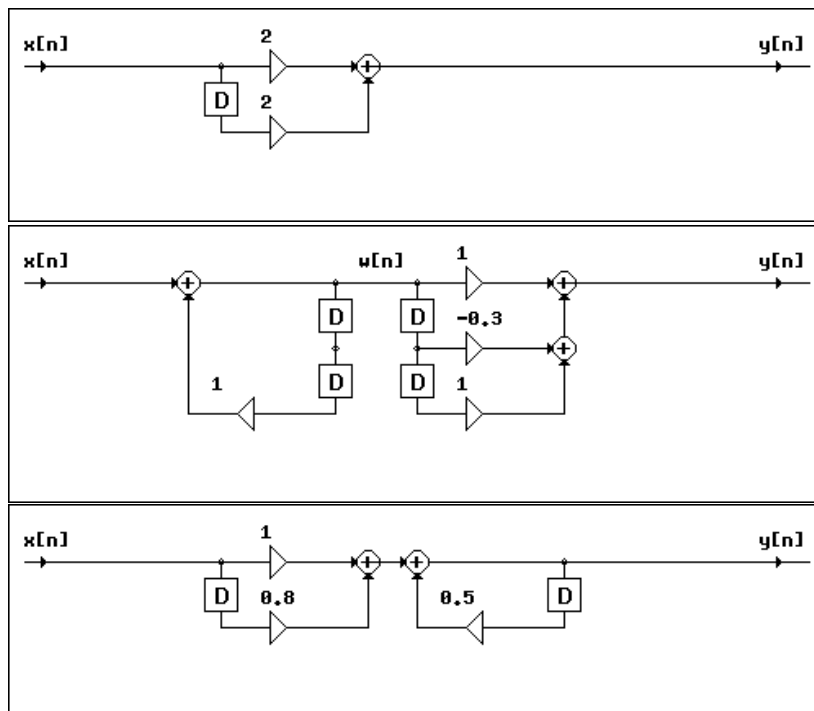 2
x[n] y[n]
+
D 2
x[n] w[n] 1 y[n]
+ +
D D -0.3
+
D D 1
1
x[n] 1 y[n]
+ +
D 0.8 0.5 D